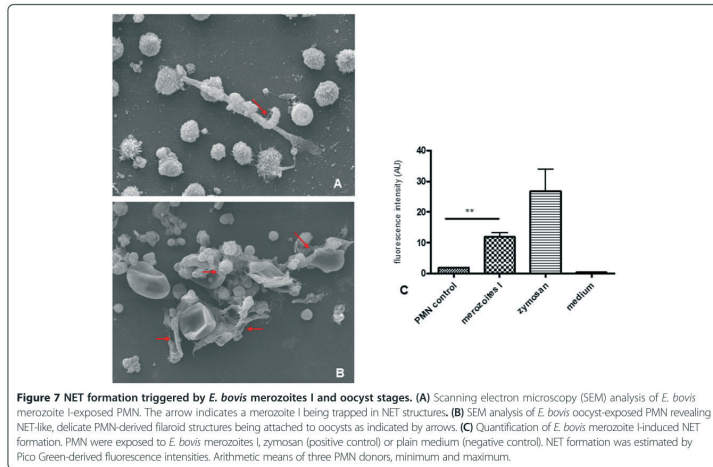 A
B
fluorescence intensity (AU)
40
30
20
10
0
**
PMN control
merozoites I
zymosan
medium
C
Figure 7 NET formation triggered by E. bovis merozoites I and oocyst stages. (A) Scanning electron microscopy (SEM) analysis of E. bovis
merozoite I-exposed PMN. The arrow indicates a merozoite I being trapped in NET structures. (B) SEM analysis of E. bovis oocyst-exposed PMN revealing
NET-like, delicate PMN-derived filaroid structures being attached to oocysts as indicated by arrows. (C) Quantification of E. bovis merozoite I-induced NET
formation. PMN were exposed to E. bovis merozoites I, zymosan (positive control) or plain medium (negative control). NET formation was estimated by
Pico Green-derived fluorescence intensities. Arithmetic means of three PMN donors, minimum and maximum.